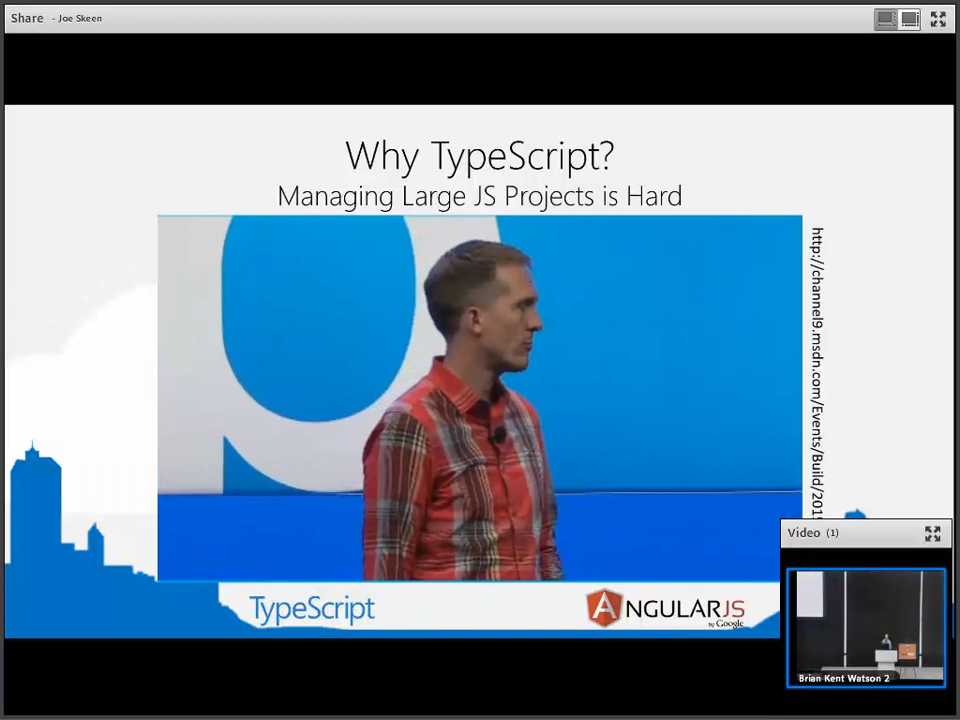 Share - Joe Skeen
Why TypeScript?
Managing Large JS Projects is Hard
http://channel9.msdn.com/Events/Build/201
Video (1)
TypeScript
ANGULARJS
by Google
Brian Kent Watson 2